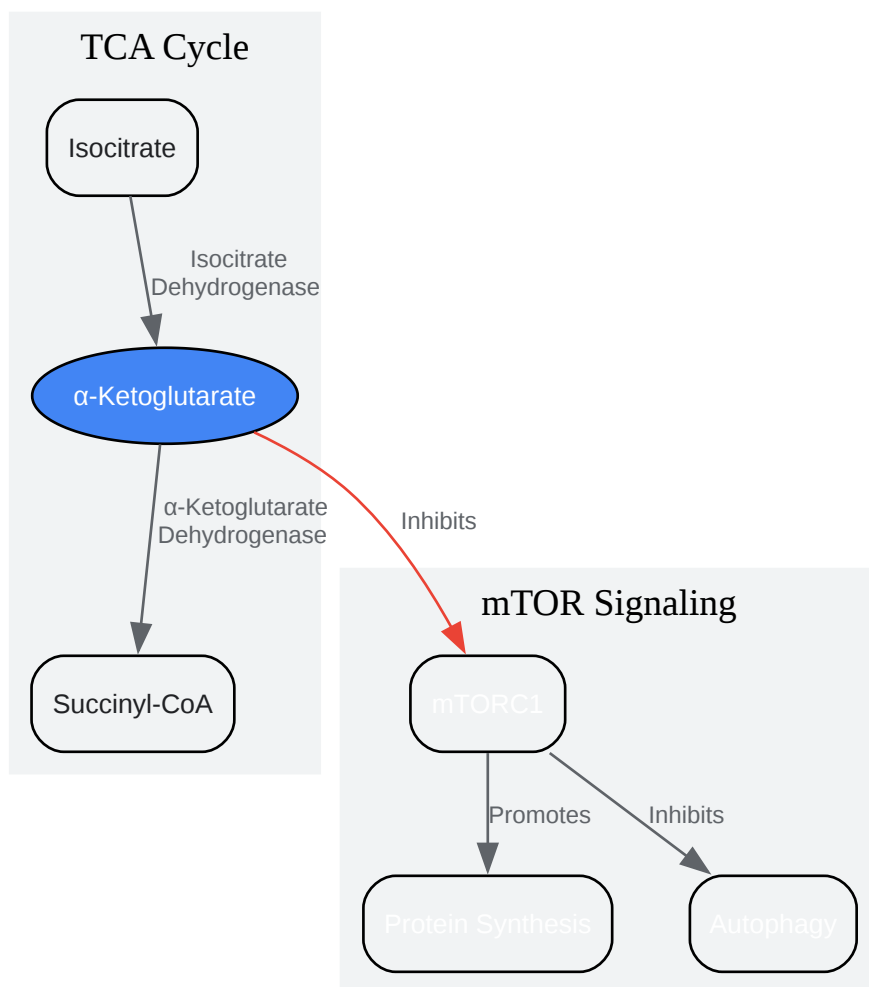 TCA Cycle
Isocitrate
Isocitrate
Dehydrogenase
α-Ketoglutarate
α-Ketoglutarate
Dehydrogenase
Inhibits
Succinyl-CoA
mTOR Signaling
mTORC1
Promotes
Inhibits
Protein Synthesis
Autophagy